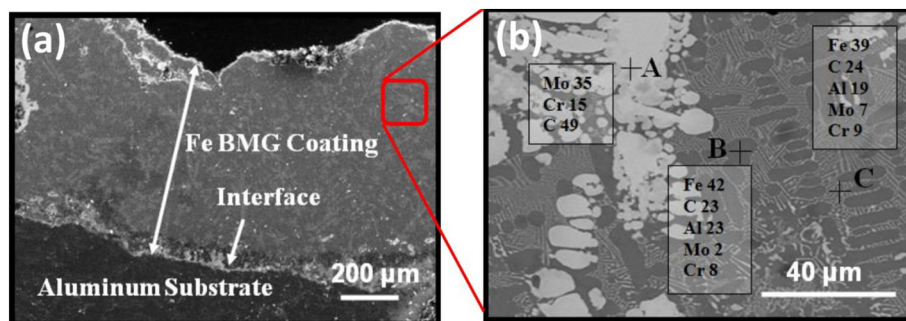 (a)
Fe BMG Coating
Interface
Aluminum Substrate
200 μm
(b)
A
Mo 35
Cr 15
C 49
Fe 39
C 24
Al 19
Mo 7
Cr 9
B
C
Fe 42
C 23
Al 23
Mo 2
Cr 8
40 μm